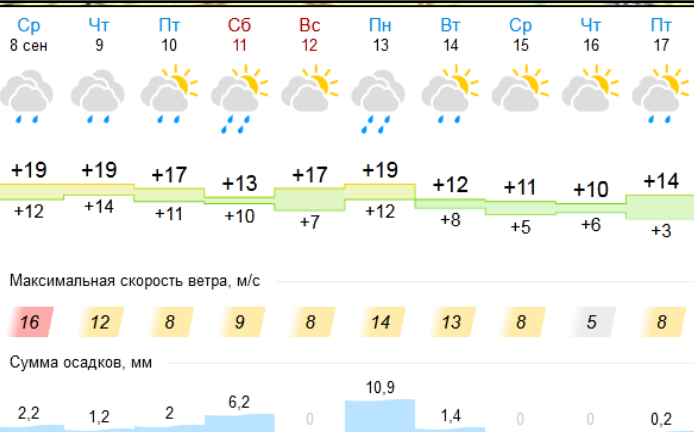 Ср Чт Пт Сб Вс Пн Вт Ср Чт Пт
8 сен 9 10 11 12 13 14 15 16 17
+19 +19 +17 +13 +17 +19 +12 +11 +10 +14
+12 +14 +11 +10 +7 +12 +8 +5 +6 +3
Максимальная скорость ветра, м/с
16 12 8 9 8 14 13 8 5 8
Сумма осадков, мм
2,2 1,2 2 6,2 0 10,9 1,4 0 0 0,2